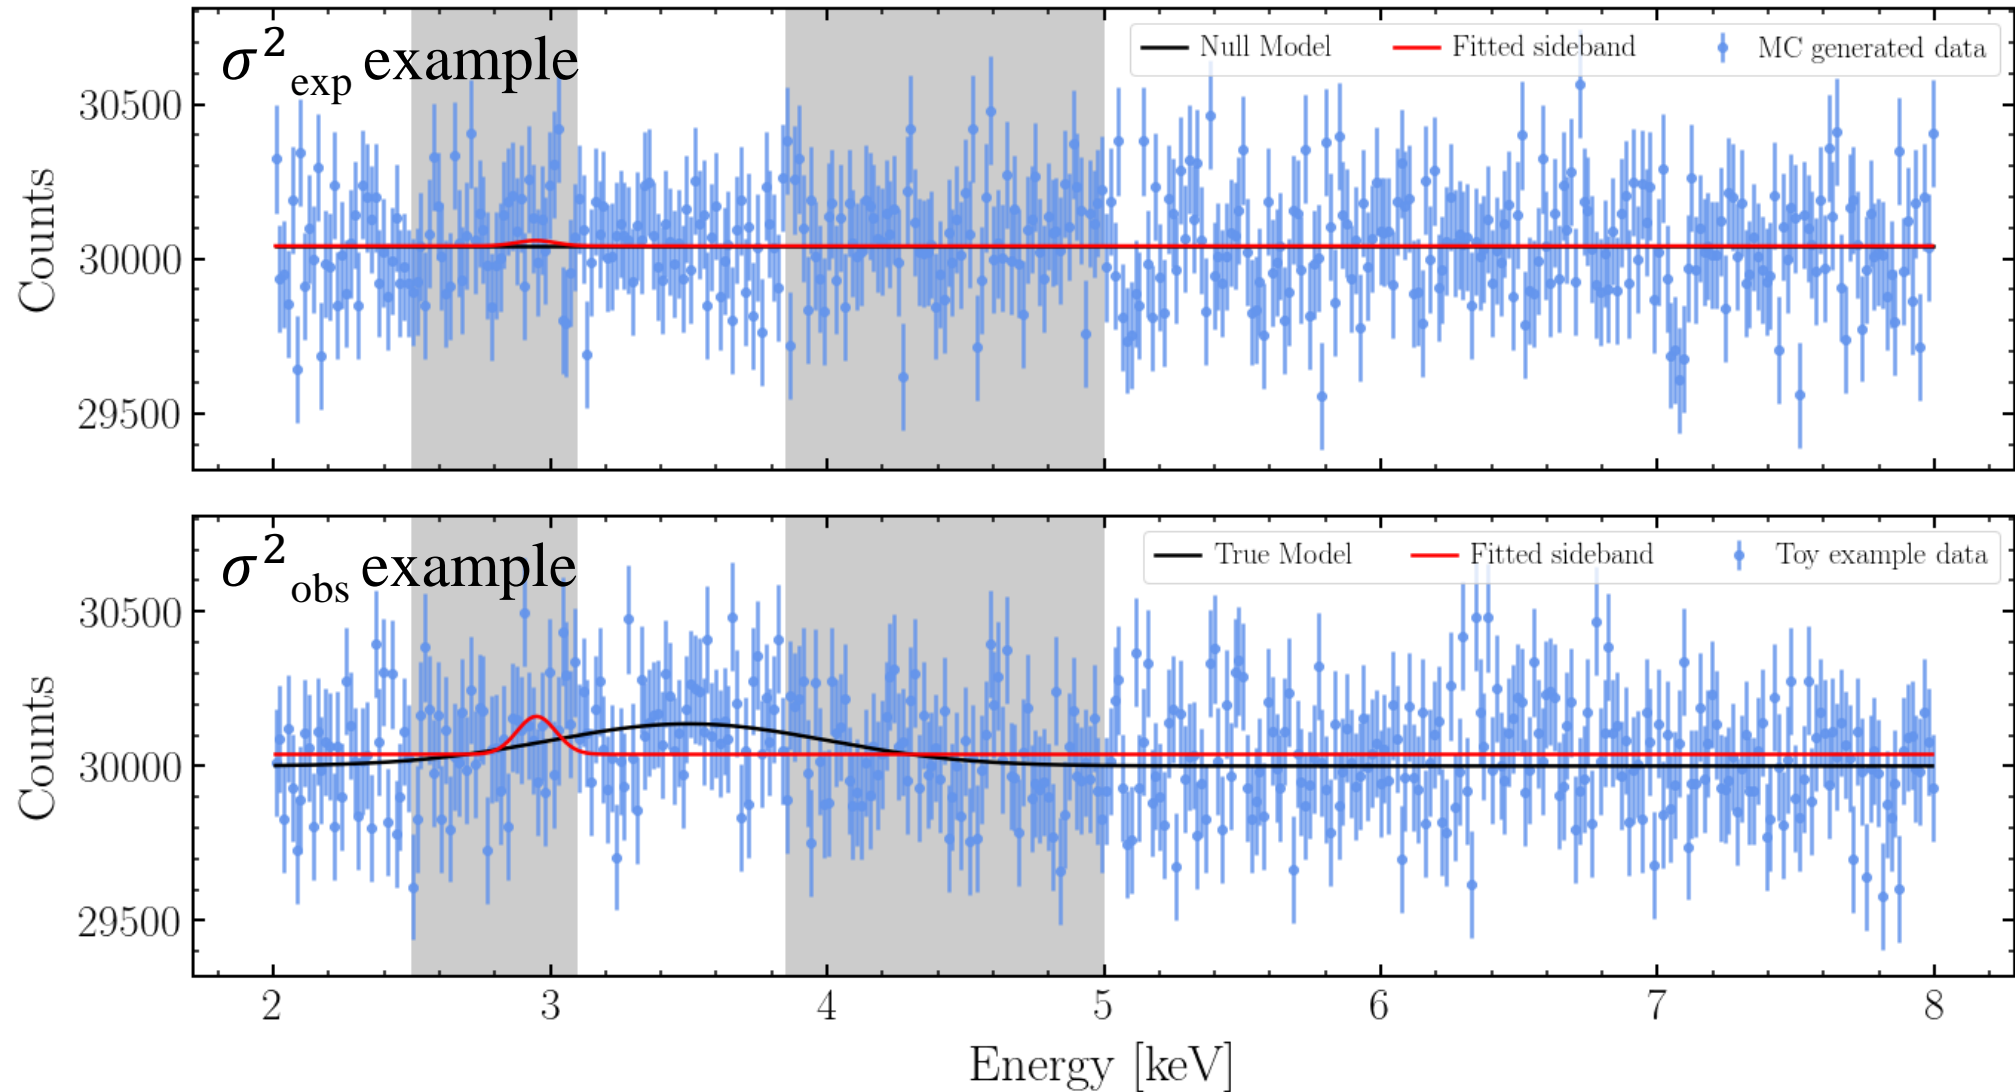 σ²exp example
Null Model Fitted sideband MC generated data
30500
30000
29500
Counts
σ²obs example
True Model Fitted sideband Toy example data
30500
30000
29500
Counts
2 3 4 5 6 7 8
Energy [keV]